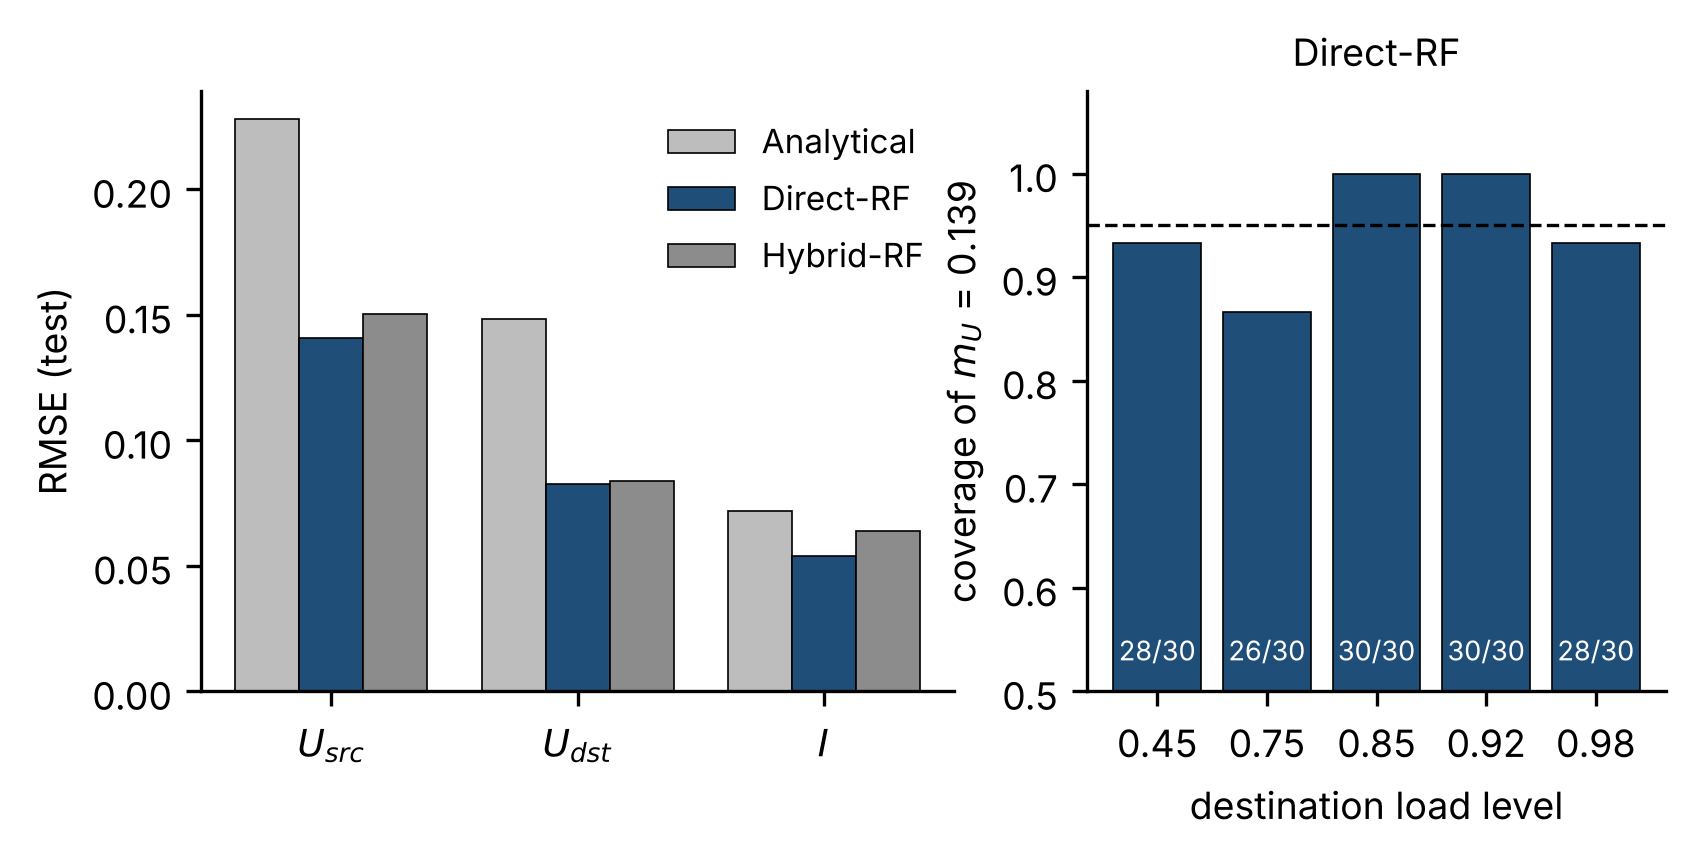 RMSE (test)
0.20
0.15
0.10
0.05
0.00
U_src
U_dst
I
Analytical
Direct-RF
Hybrid-RF
Direct-RF
coverage of m_U = 0.139
1.0
0.9
0.8
0.7
0.6
0.5
28/30 26/30 30/30 30/30 28/30
0.45 0.75 0.85 0.92 0.98
destination load level